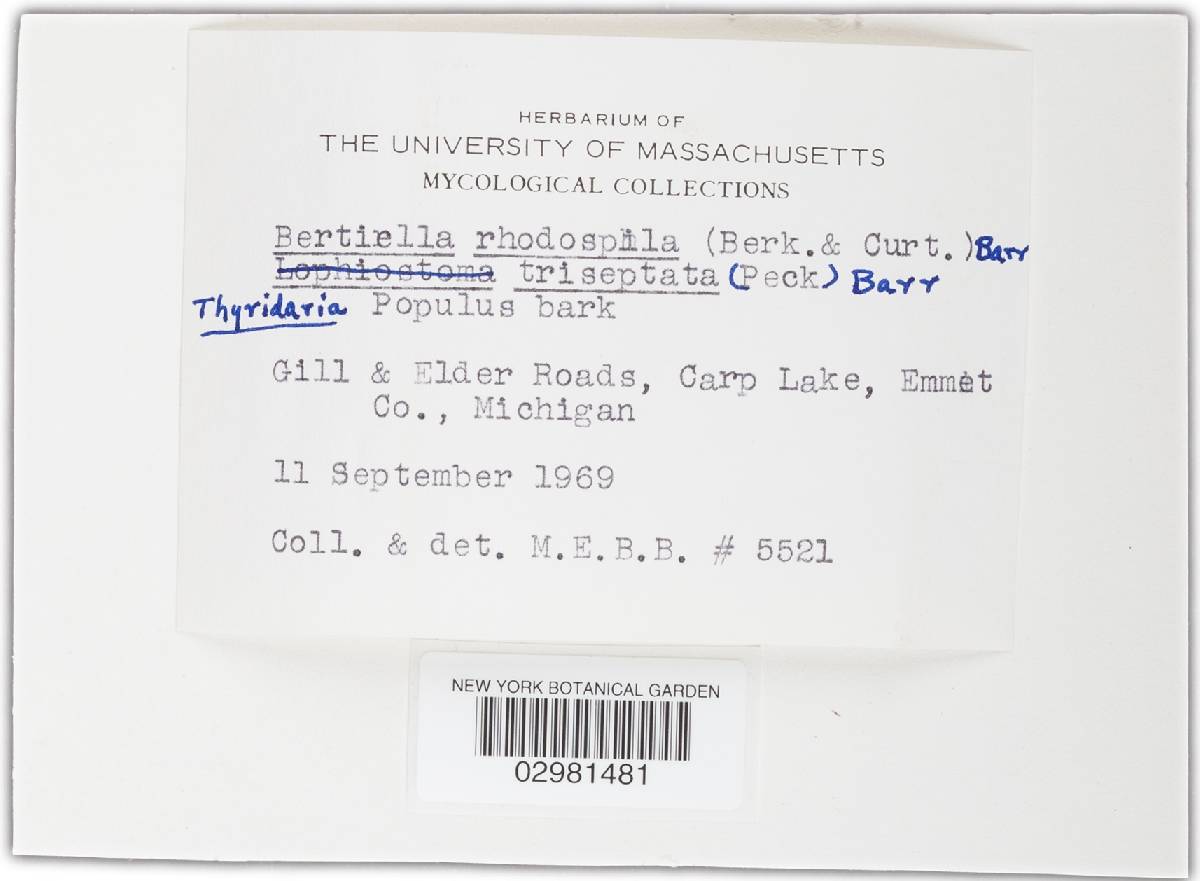 HERBARIUM OF
THE UNIVERSITY OF MASSACHUSETTS
MYCOLOGICAL COLLECTIONS
Bertiella rhodospila (Berk.& Curt.) Barr
Lophiostoma triseptata (Peck) Barr
Thyridaria Populus bark
Gill & Elder Roads, Carp Lake, Emmet
Co., Michigan
11 September 1969
Coll. & det. M.E.B.B. # 5521
NEW YORK BOTANICAL GARDEN
02981481